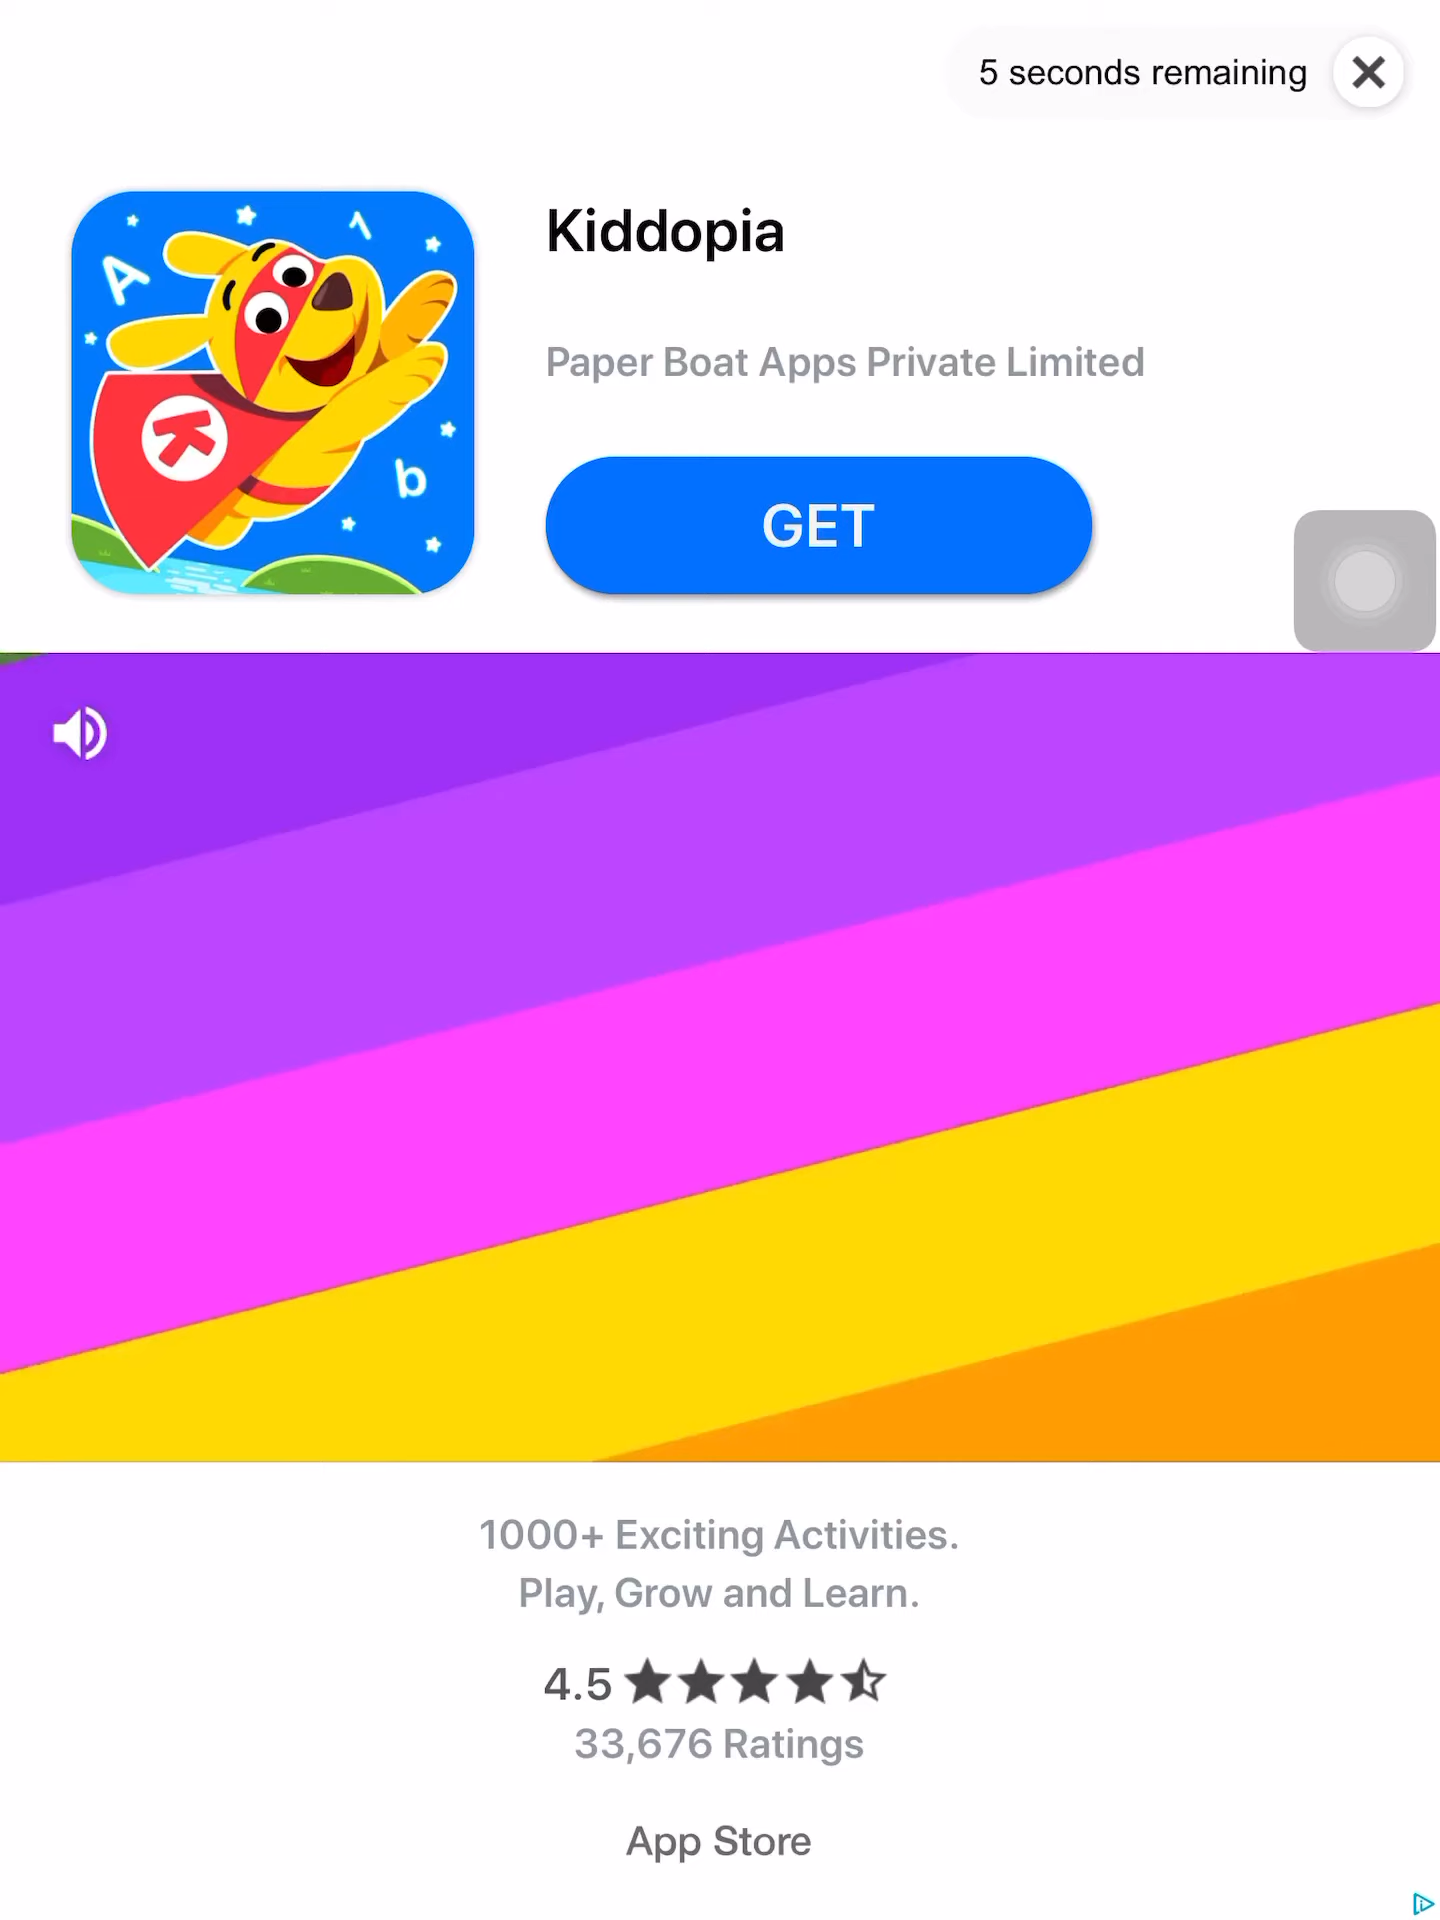 5 seconds remaining
A
1
b
K
Kiddopia
Paper Boat Apps Private Limited
GET
1000+ Exciting Activities.
Play, Grow and Learn.
4.5
33,676 Ratings
App Store